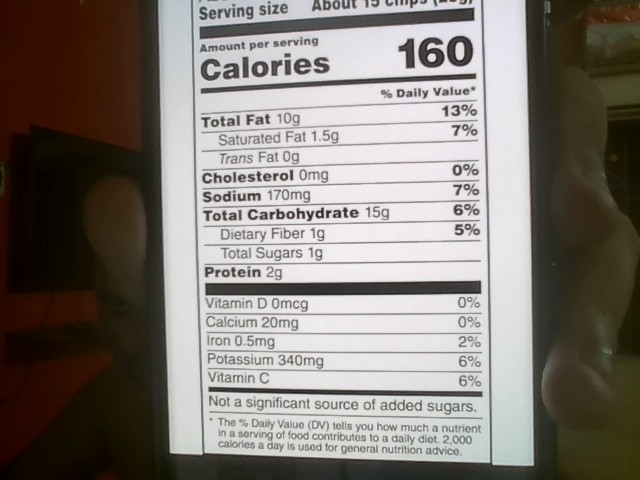 Serving size About 15 chips
Amount per serving
Calories 160
% Daily Value*
Total Fat 10g 13%
Saturated Fat 1.5g 7%
Trans Fat 0g
Cholesterol 0mg 0%
Sodium 170mg 7%
Total Carbohydrate 15g 6%
Dietary Fiber 1g 5%
Total Sugars 1g
Protein 2g
Vitamin D 0mcg 0%
Calcium 20mg 0%
Iron 0.5mg 2%
Potassium 340mg 6%
Vitamin C 6%
Not a significant source of added sugars.
* The % Daily Value (DV) tells you how much a nutrient
in a serving of food contributes to a daily diet. 2,000
calories a day is used for general nutrition advice.